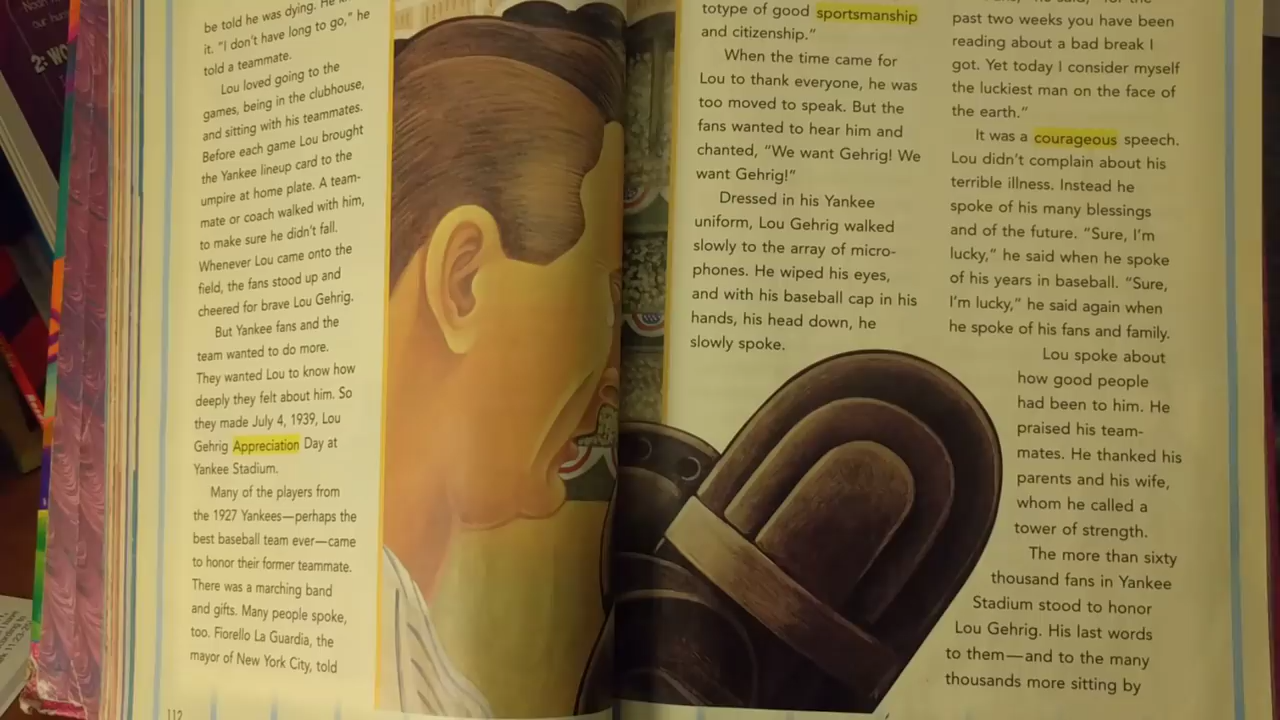 be told he was dying. He
it. "I don't have long to go," he
told a teammate.
Lou loved going to the
games, being in the clubhouse,
and sitting with his teammates.
Before each game Lou brought
the Yankee lineup card to the
umpire at home plate. A team-
mate or coach walked with him,
to make sure he didn't fall.
Whenever Lou came onto the
field, the fans stood up and
cheered for brave Lou Gehrig.
But Yankee fans and the
team wanted to do more.
They wanted Lou to know how
deeply they felt about him. So
they made July 4, 1939, Lou
Gehrig Appreciation Day at
Yankee Stadium.
Many of the players from
the 1927 Yankees—perhaps the
best baseball team ever—came
to honor their former teammate.
There was a marching band
and gifts. Many people spoke,
too. Fiorello La Guardia, the
mayor of New York City, told
112
totype of good sportsmanship
and citizenship."
When the time came for
Lou to thank everyone, he was
too moved to speak. But the
fans wanted to hear him and
chanted, "We want Gehrig! We
want Gehrig!"
Dressed in his Yankee
uniform, Lou Gehrig walked
slowly to the array of micro-
phones. He wiped his eyes,
and with his baseball cap in his
hands, his head down, he
slowly spoke.
past two weeks you have been
reading about a bad break I
got. Yet today I consider myself
the luckiest man on the face of
the earth."
It was a courageous speech.
Lou didn't complain about his
terrible illness. Instead he
spoke of his many blessings
and of the future. "Sure, I'm
lucky," he said when he spoke
of his years in baseball. "Sure,
I'm lucky," he said again when
he spoke of his fans and family.
Lou spoke about
how good people
had been to him. He
praised his team-
mates. He thanked his
parents and his wife,
whom he called a
tower of strength.
The more than sixty
thousand fans in Yankee
Stadium stood to honor
Lou Gehrig. His last words
to them—and to the many
thousands more sitting by